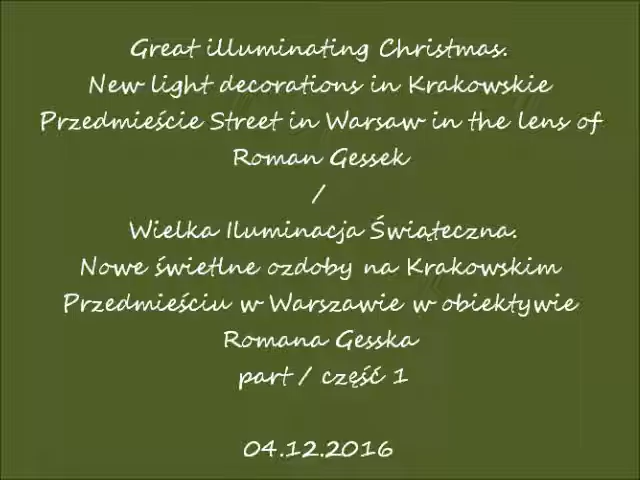 Great illuminating Christmas.
New light decorations in Krakowskie
Przedmieście Street in Warsaw in the lens of
Roman Gessek
/
Wielka Iluminacja Świąteczna.
Nowe świetlne ozdoby na Krakowskim
Przedmieściu w Warszawie w obiektywie
Romana Gesska
part / część 1
04.12.2016